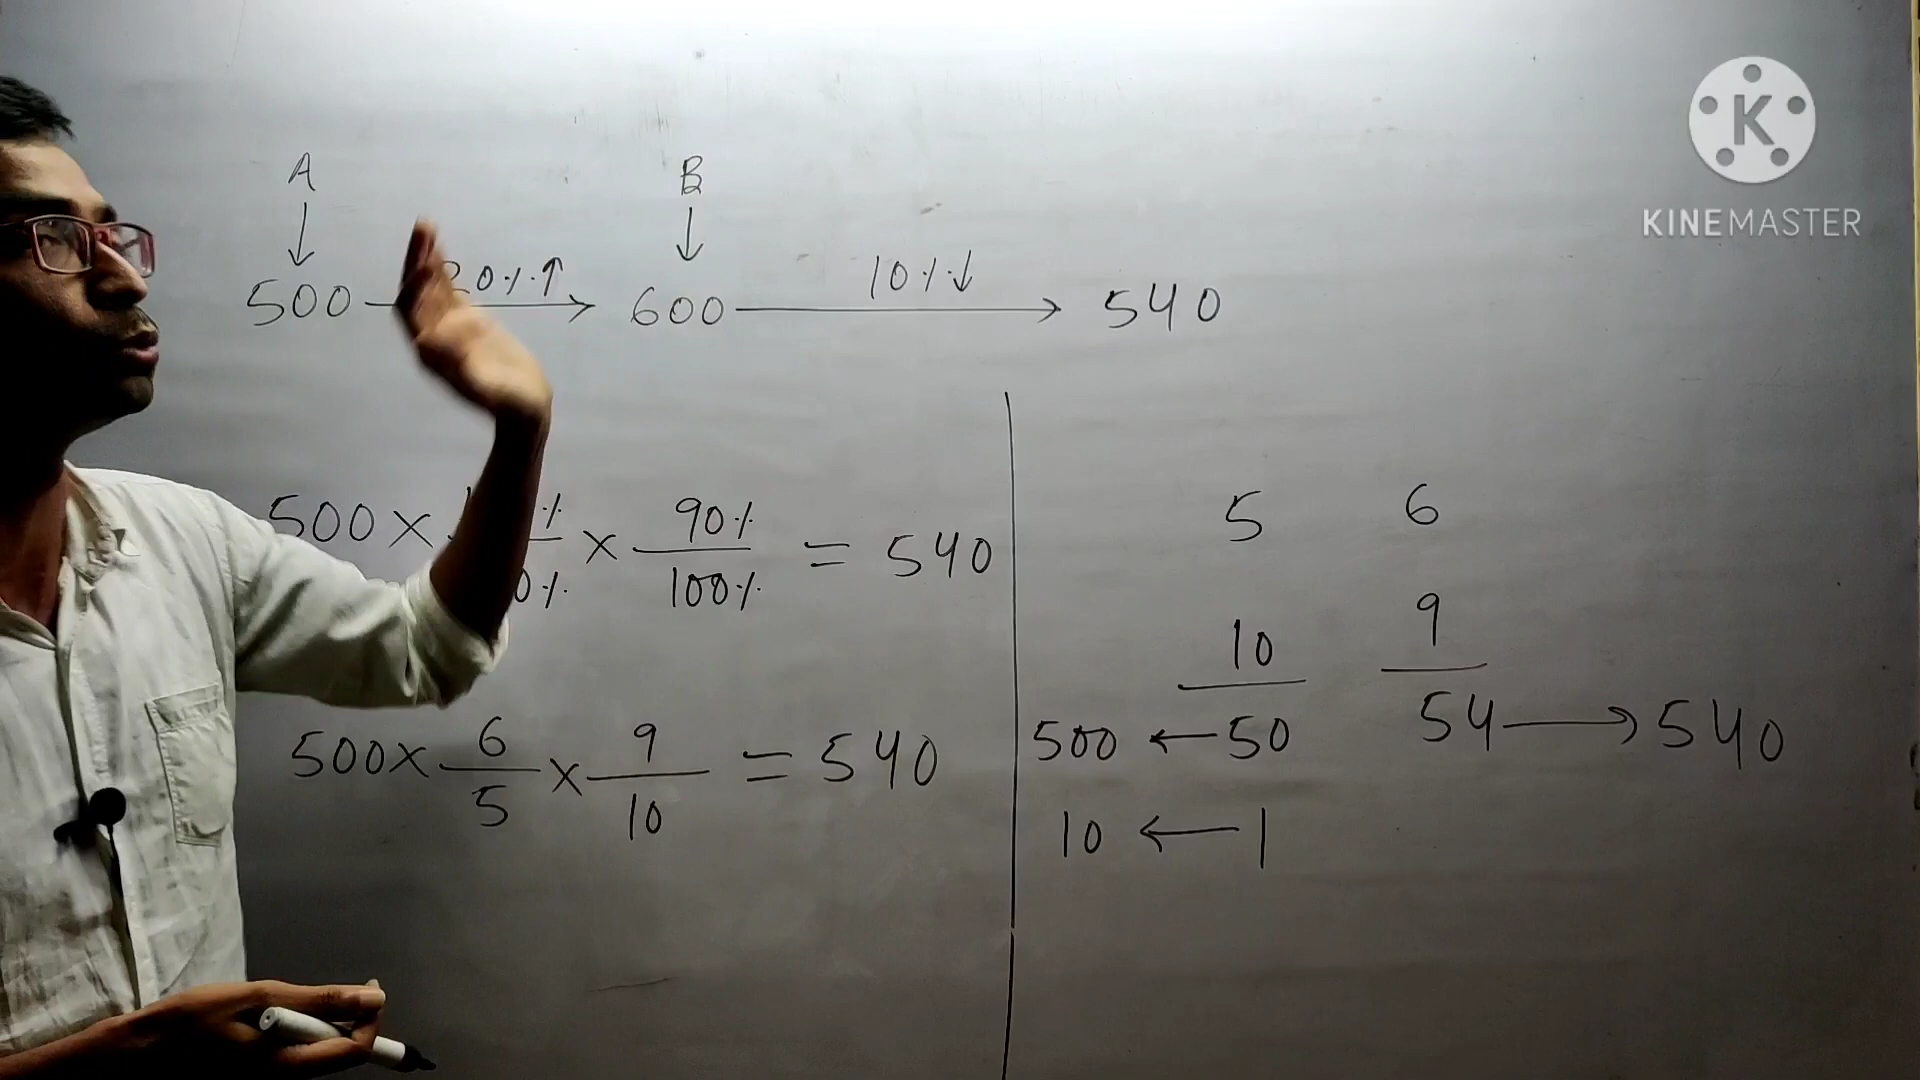 K
KINEMASTER
A B
500 → 20%↑ 600 → 10%↓ 540
500 × % / 0% × 90% / 100% = 540
500 × 6/5 × 9/10 = 540
5 6
10 9
500 ← 50 54 → 540
10 ← 1